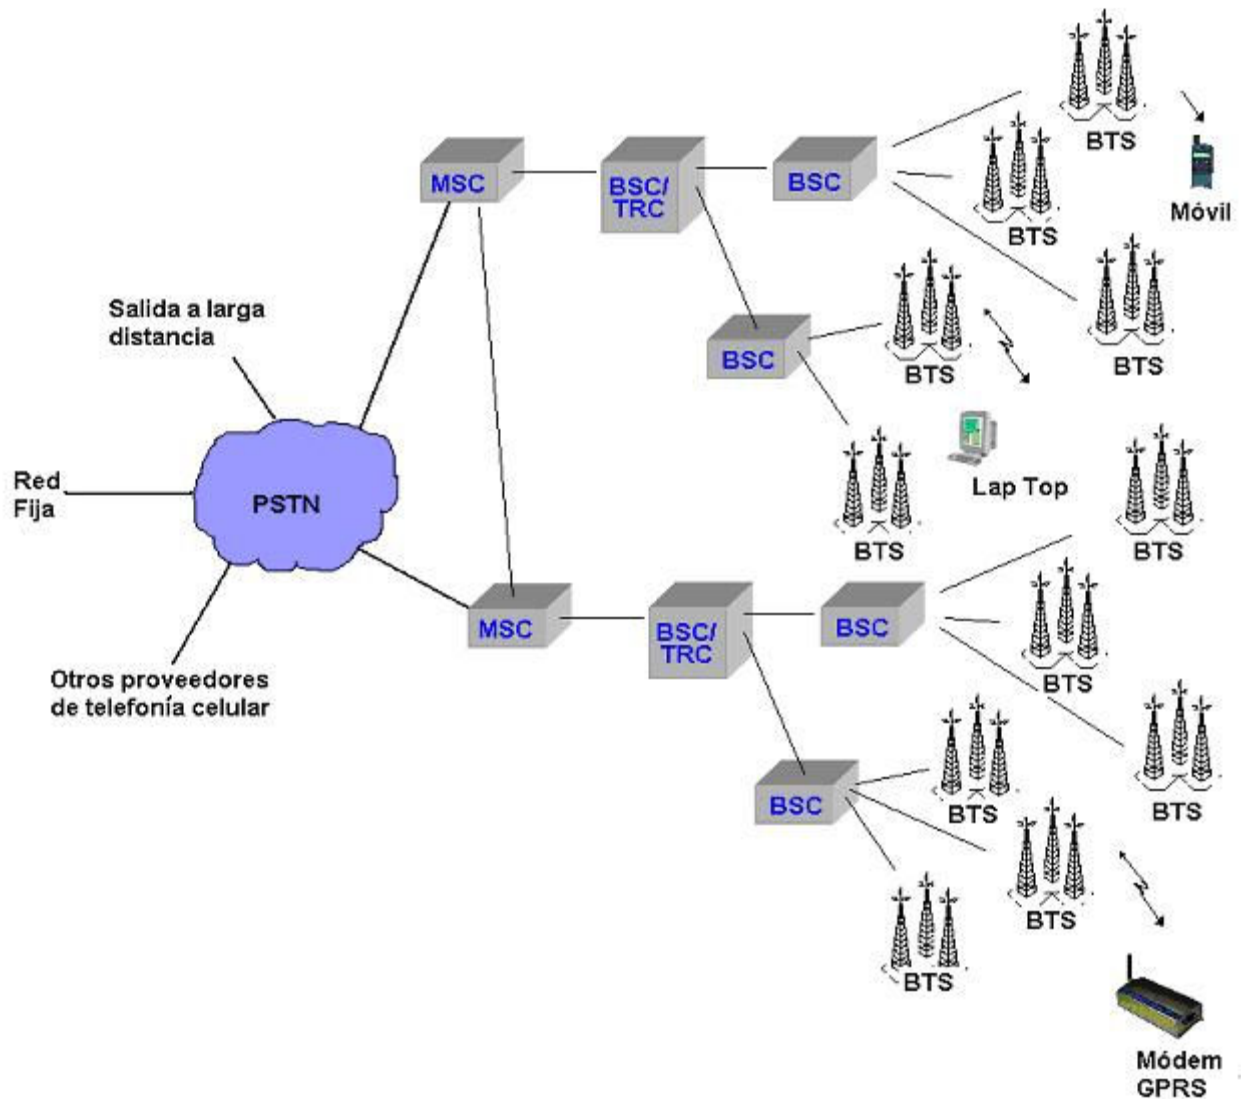 BTS
MSC
BSC/
TRC
BSC
BTS
Móvil
BTS
Salida a larga
distancia
BSC
BTS
BTS
Lap Top
Red
Fija
PSTN
BTS
BTS
MSC
BSC/
TRC
BSC
BTS
Otros proveedores
de telefonía celular
BSC
BTS
BTS
BTS
BTS
Módem
GPRS